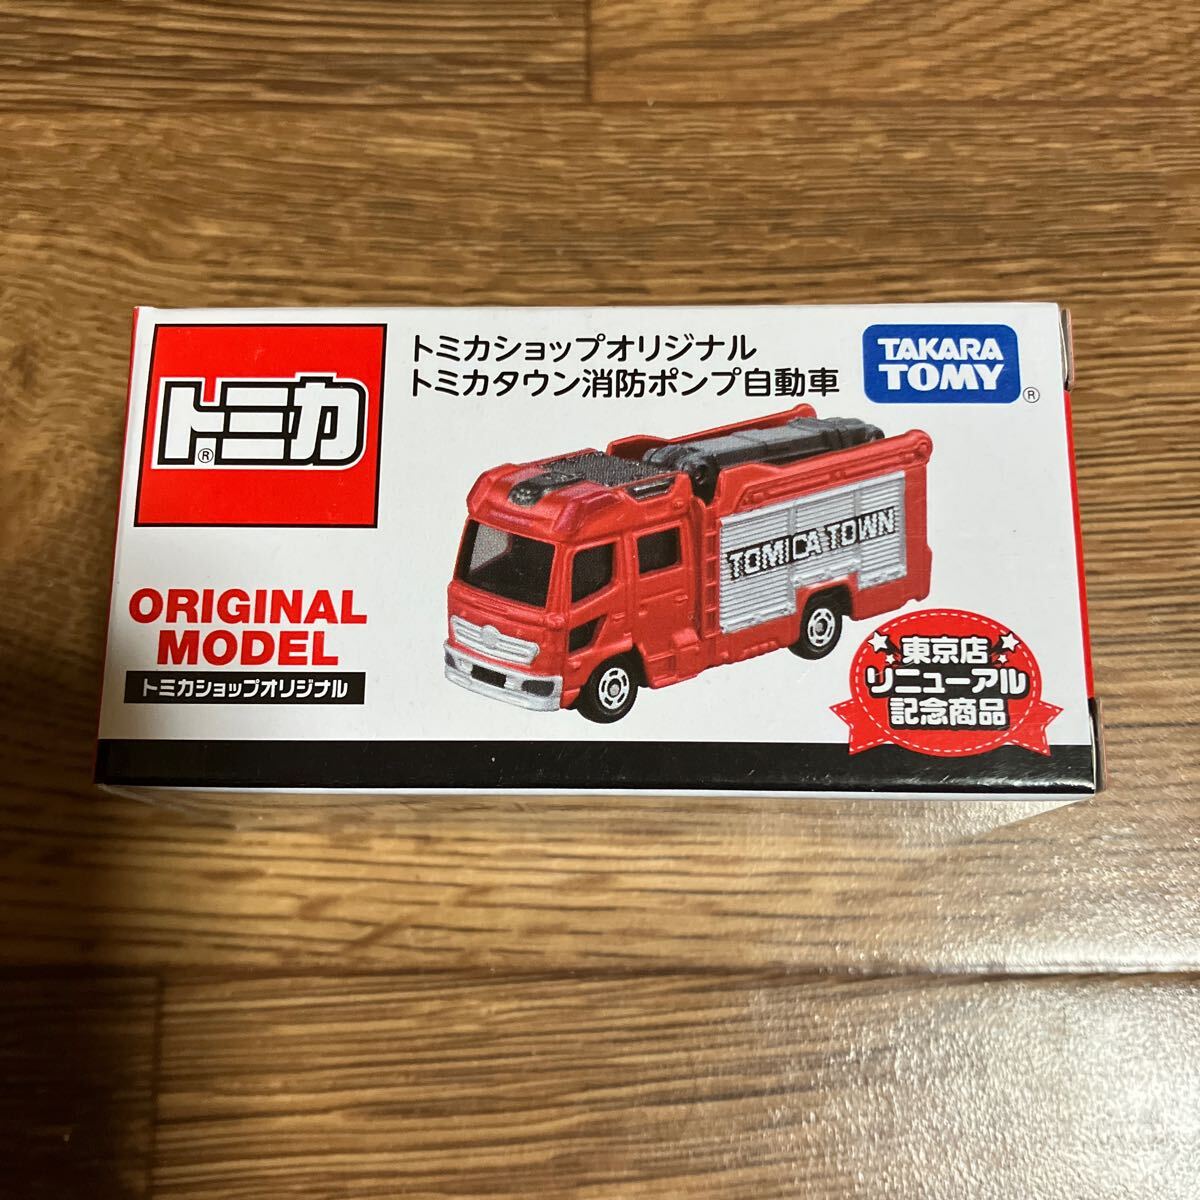 トミカ
®
ORIGINAL
MODEL
トミカショップオリジナル
トミカショップオリジナル
トミカタウン消防ポンプ自動車
TAKARA
TOMY
®
TOMICA TOWN
東京店
リニューアル
記念商品